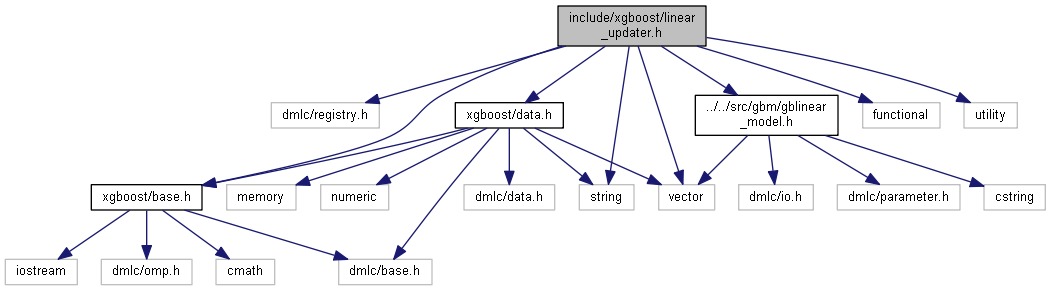 include/xgboost/linear
_updater.h
dmlc/registry.h
xgboost/data.h
../../src/gbm/gblinear
_model.h
functional
utility
xgboost/base.h
memory
numeric
dmlc/data.h
string
vector
dmlc/io.h
dmlc/parameter.h
cstring
iostream
dmlc/omp.h
cmath
dmlc/base.h